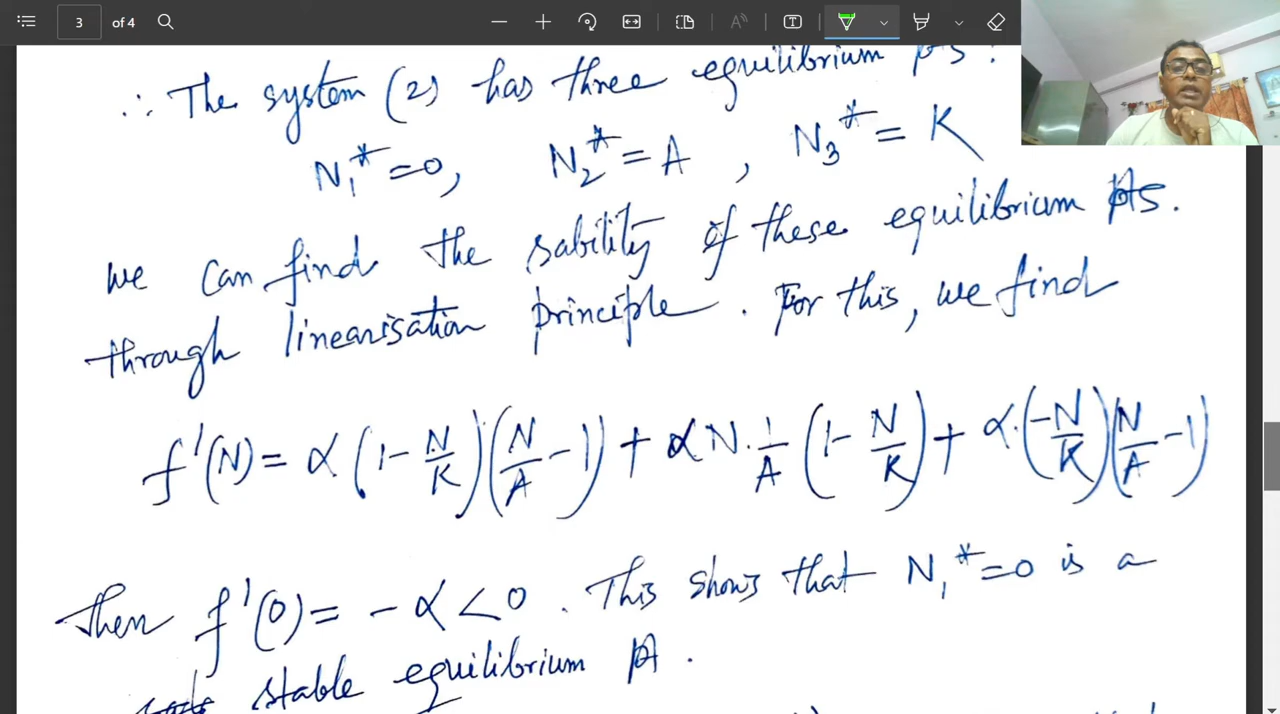 3 of 4
∴ The system (2) has three equilibrium pts.
N₁* = 0, N₂* = A, N₃* = K
We can find the sability of these equilibrium pts.
through linearisation principle. For this, we find
f'(N) = α(1 - N/K)(N/A - 1) + αN · 1/A (1 - N/K) + α·(-N/K)(N/A - 1)
Then f'(0) = -α < 0. This shows that N₁* = 0 is a
stable equilibrium pt.